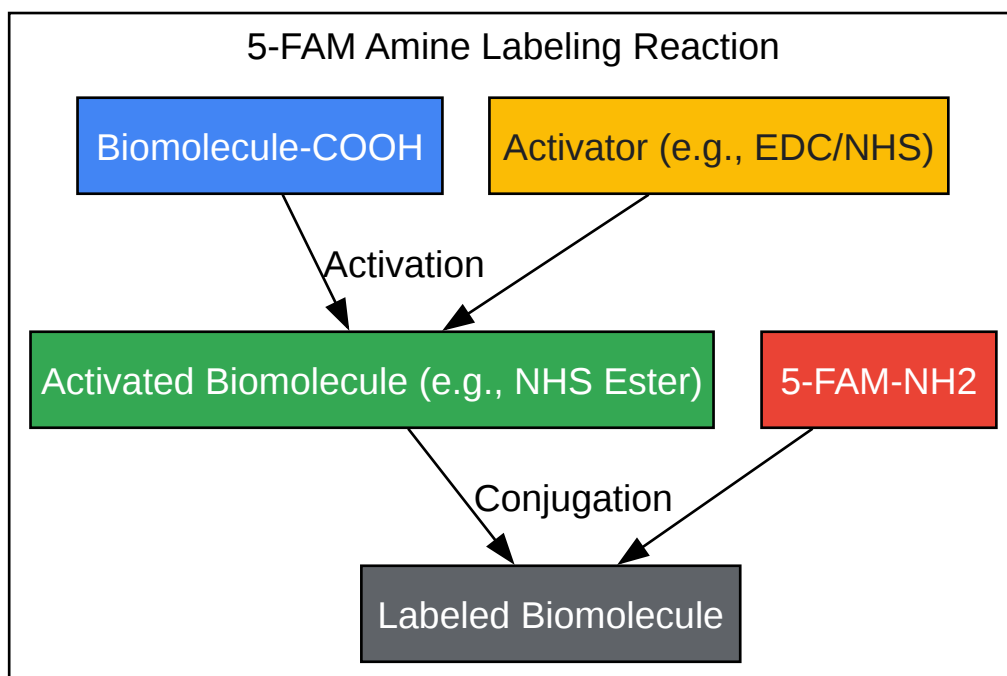 5-FAM Amine Labeling Reaction
Biomolecule-COOH
Activator (e.g., EDC/NHS)
Activation
Activated Biomolecule (e.g., NHS Ester)
5-FAM-NH2
Conjugation
Labeled Biomolecule